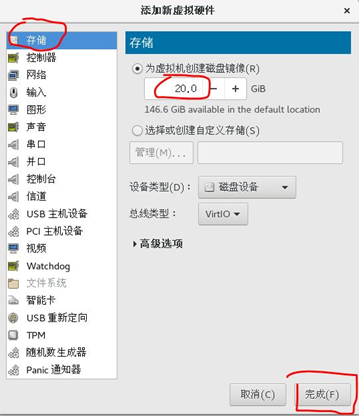 添加新虚拟硬件
存储
控制器
网络
输入
图形
声音
串口
并口
控制台
信道
USB 主机设备
PCI 主机设备
视频
Watchdog
文件系统
智能卡
USB 重新定向
TPM
随机数生成器
Panic 通知器
存储
为虚拟机创建磁盘镜像(R)
20.0 − + GiB
146.6 GiB available in the default location
选择或创建自定义存储(S)
管理(M)...
设备类型(D)： 磁盘设备
总线类型： VirtIO
高级选项
取消(C) 完成(F)